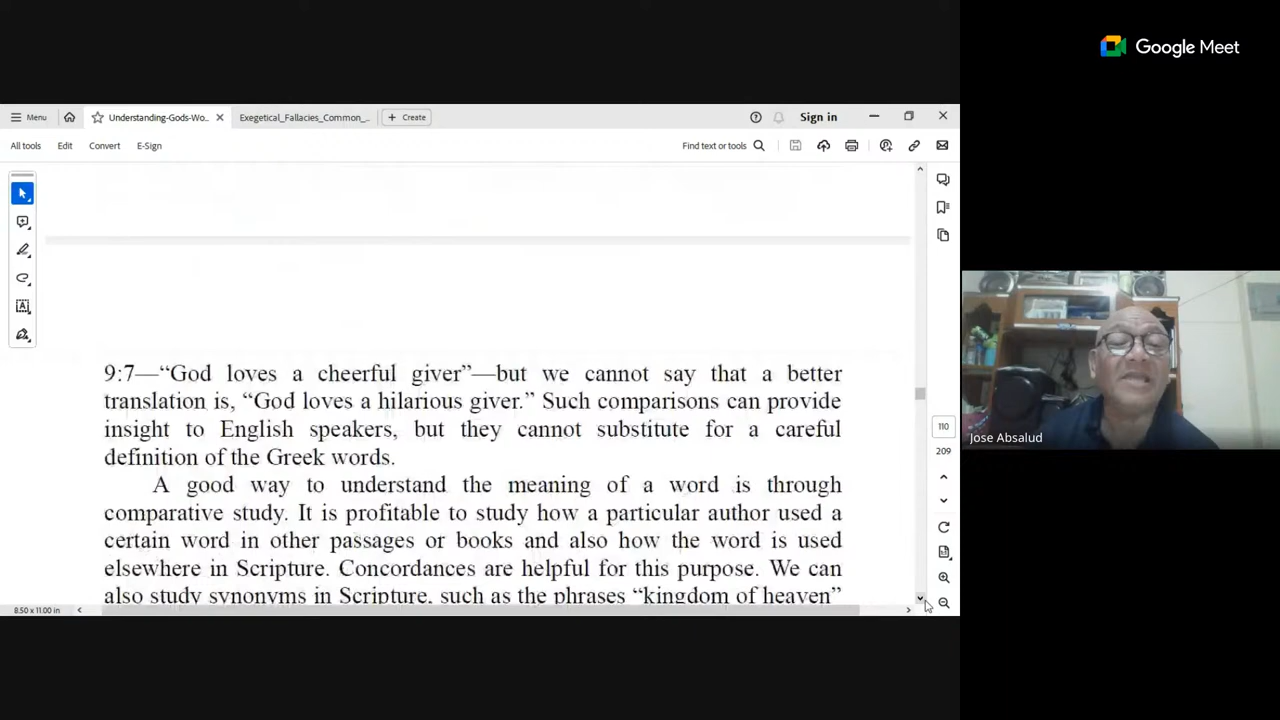 Google Meet
Menu
Understanding-Gods-Wo...
Exegetical_Fallacies_Common_...
Create
Sign in
All tools
Edit
Convert
E-Sign
Find text or tools
9:7—“God loves a cheerful giver”—but we cannot say that a better
translation is, “God loves a hilarious giver.” Such comparisons can provide
insight to English speakers, but they cannot substitute for a careful
definition of the Greek words.
A good way to understand the meaning of a word is through
comparative study. It is profitable to study how a particular author used a
certain word in other passages or books and also how the word is used
elsewhere in Scripture. Concordances are helpful for this purpose. We can
also study synonyms in Scripture, such as the phrases “kingdom of heaven”
110
209
8.50 x 11.00 in
Jose Absalud